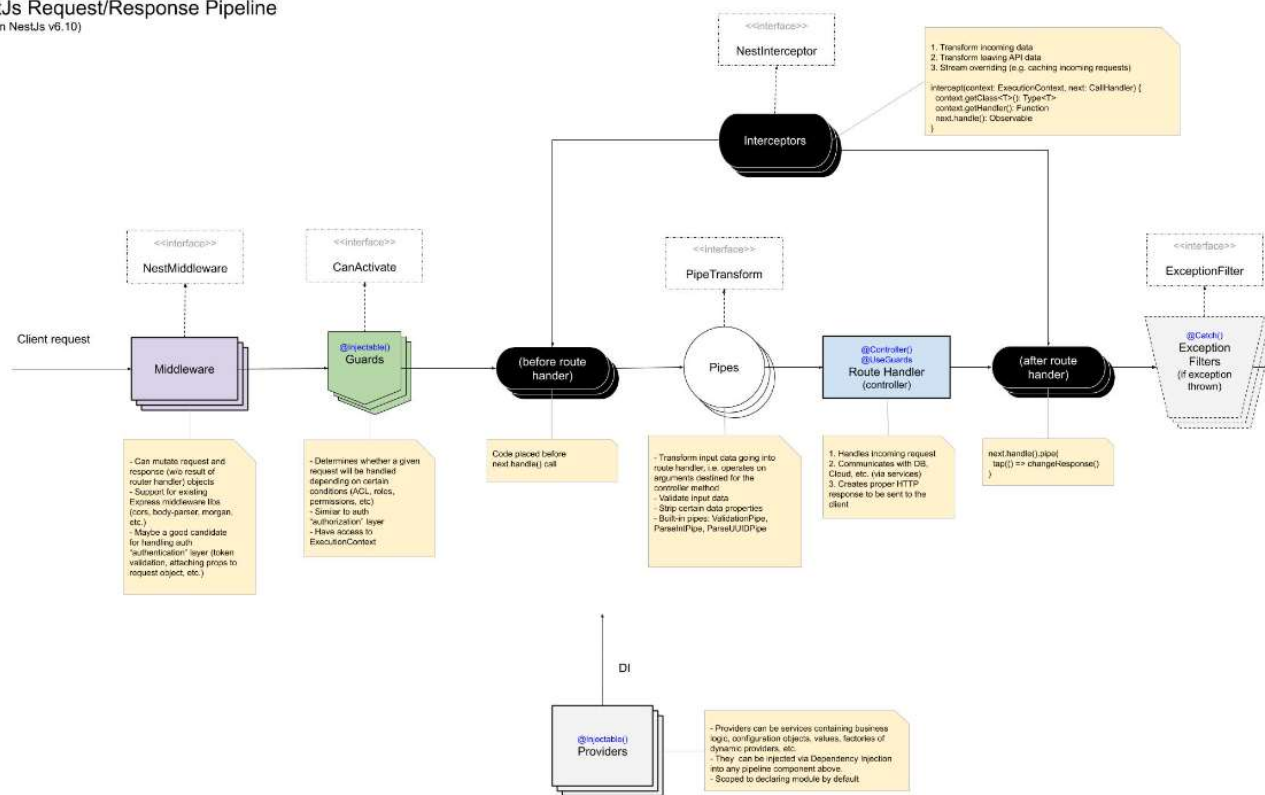 tJs Request/Response Pipeline
n NestJs v6.10)
<<interface>>
NestInterceptor
1. Transform incoming data
2. Transform leaving API data
3. Stream overriding (e.g. caching incoming requests)
intercept(context: ExecutionContext, next: CallHandler) {
context.getClass<T>(): Type<T>
context.getHandler(): Function
next.handle(): Observable
}
Interceptors
<<interface>>
NestMiddleware
<<interface>>
CanActivate
<<interface>>
PipeTransform
<<interface>>
ExceptionFilter
Client request
Middleware
@Injectable()
Guards
(before route
hander)
Pipes
@Controller()
@UseGuards
Route Handler
(controller)
(after route
hander)
@Catch()
Exception
Filters
(if exception
thrown)
- Can mutate request and
response (w/o result of
router handler) objects
- Support for existing
Express middleware libs
(cors, body-parser, morgan,
etc.)
- Maybe a good candidate
for handling auth
"authentication" layer (token
validation, attaching props to
request object, etc.)
- Determines whether a given
request will be handled
depending on certain
conditions (ACL, roles,
permissions, etc)
- Similar to auth
"authorization" layer
- Have access to
ExecutionContext
Code placed before
next.handle() call
- Transform input data going into
route handler, i.e. operates on
arguments destined for the
controller method
- Validate input data
- Strip certain data properties
- Built-in pipes: ValidationPipe,
ParseIntPipe, ParseUUIDPipe
1. Handles incoming request
2. Communicates with DB,
Cloud, etc. (via services)
3. Creates proper HTTP
response to be sent to the
client
next.handle().pipe(
tap(() => changeResponse()
}
DI
@Injectable()
Providers
- Providers can be services containing business
logic, configuration objects, values, factories of
dynamic providers, etc.
- They can be injected via Dependency Injection
into any pipeline component above.
- Scoped to declaring module by default